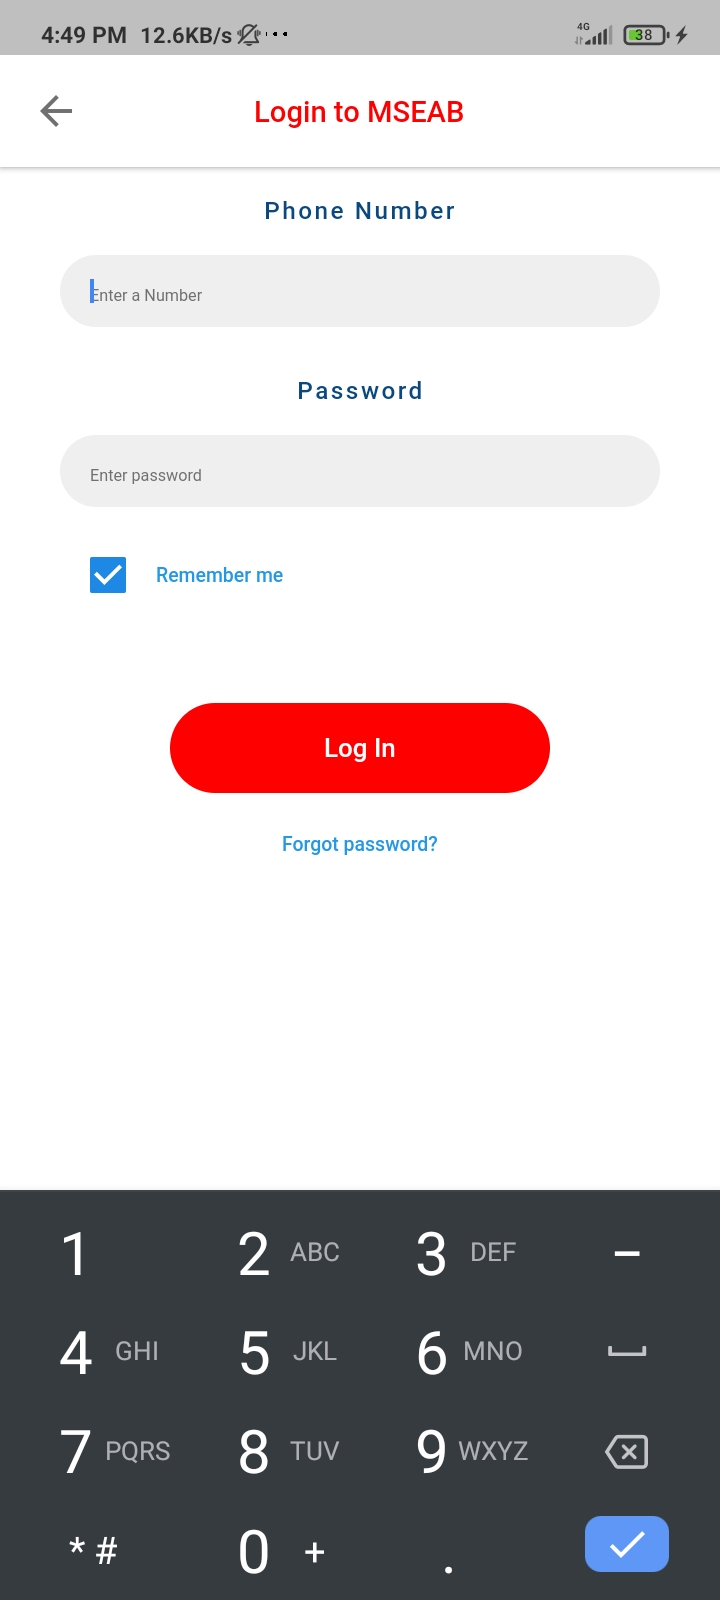 4:49 PM 12.6KB/s 4G 38
Login to MSEAB
Phone Number
Enter a Number
Password
Enter password
Remember me
Log In
Forgot password?
1 2 ABC 3 DEF –
4 GHI 5 JKL 6 MNO
7 PQRS 8 TUV 9 WXYZ
* # 0 + .